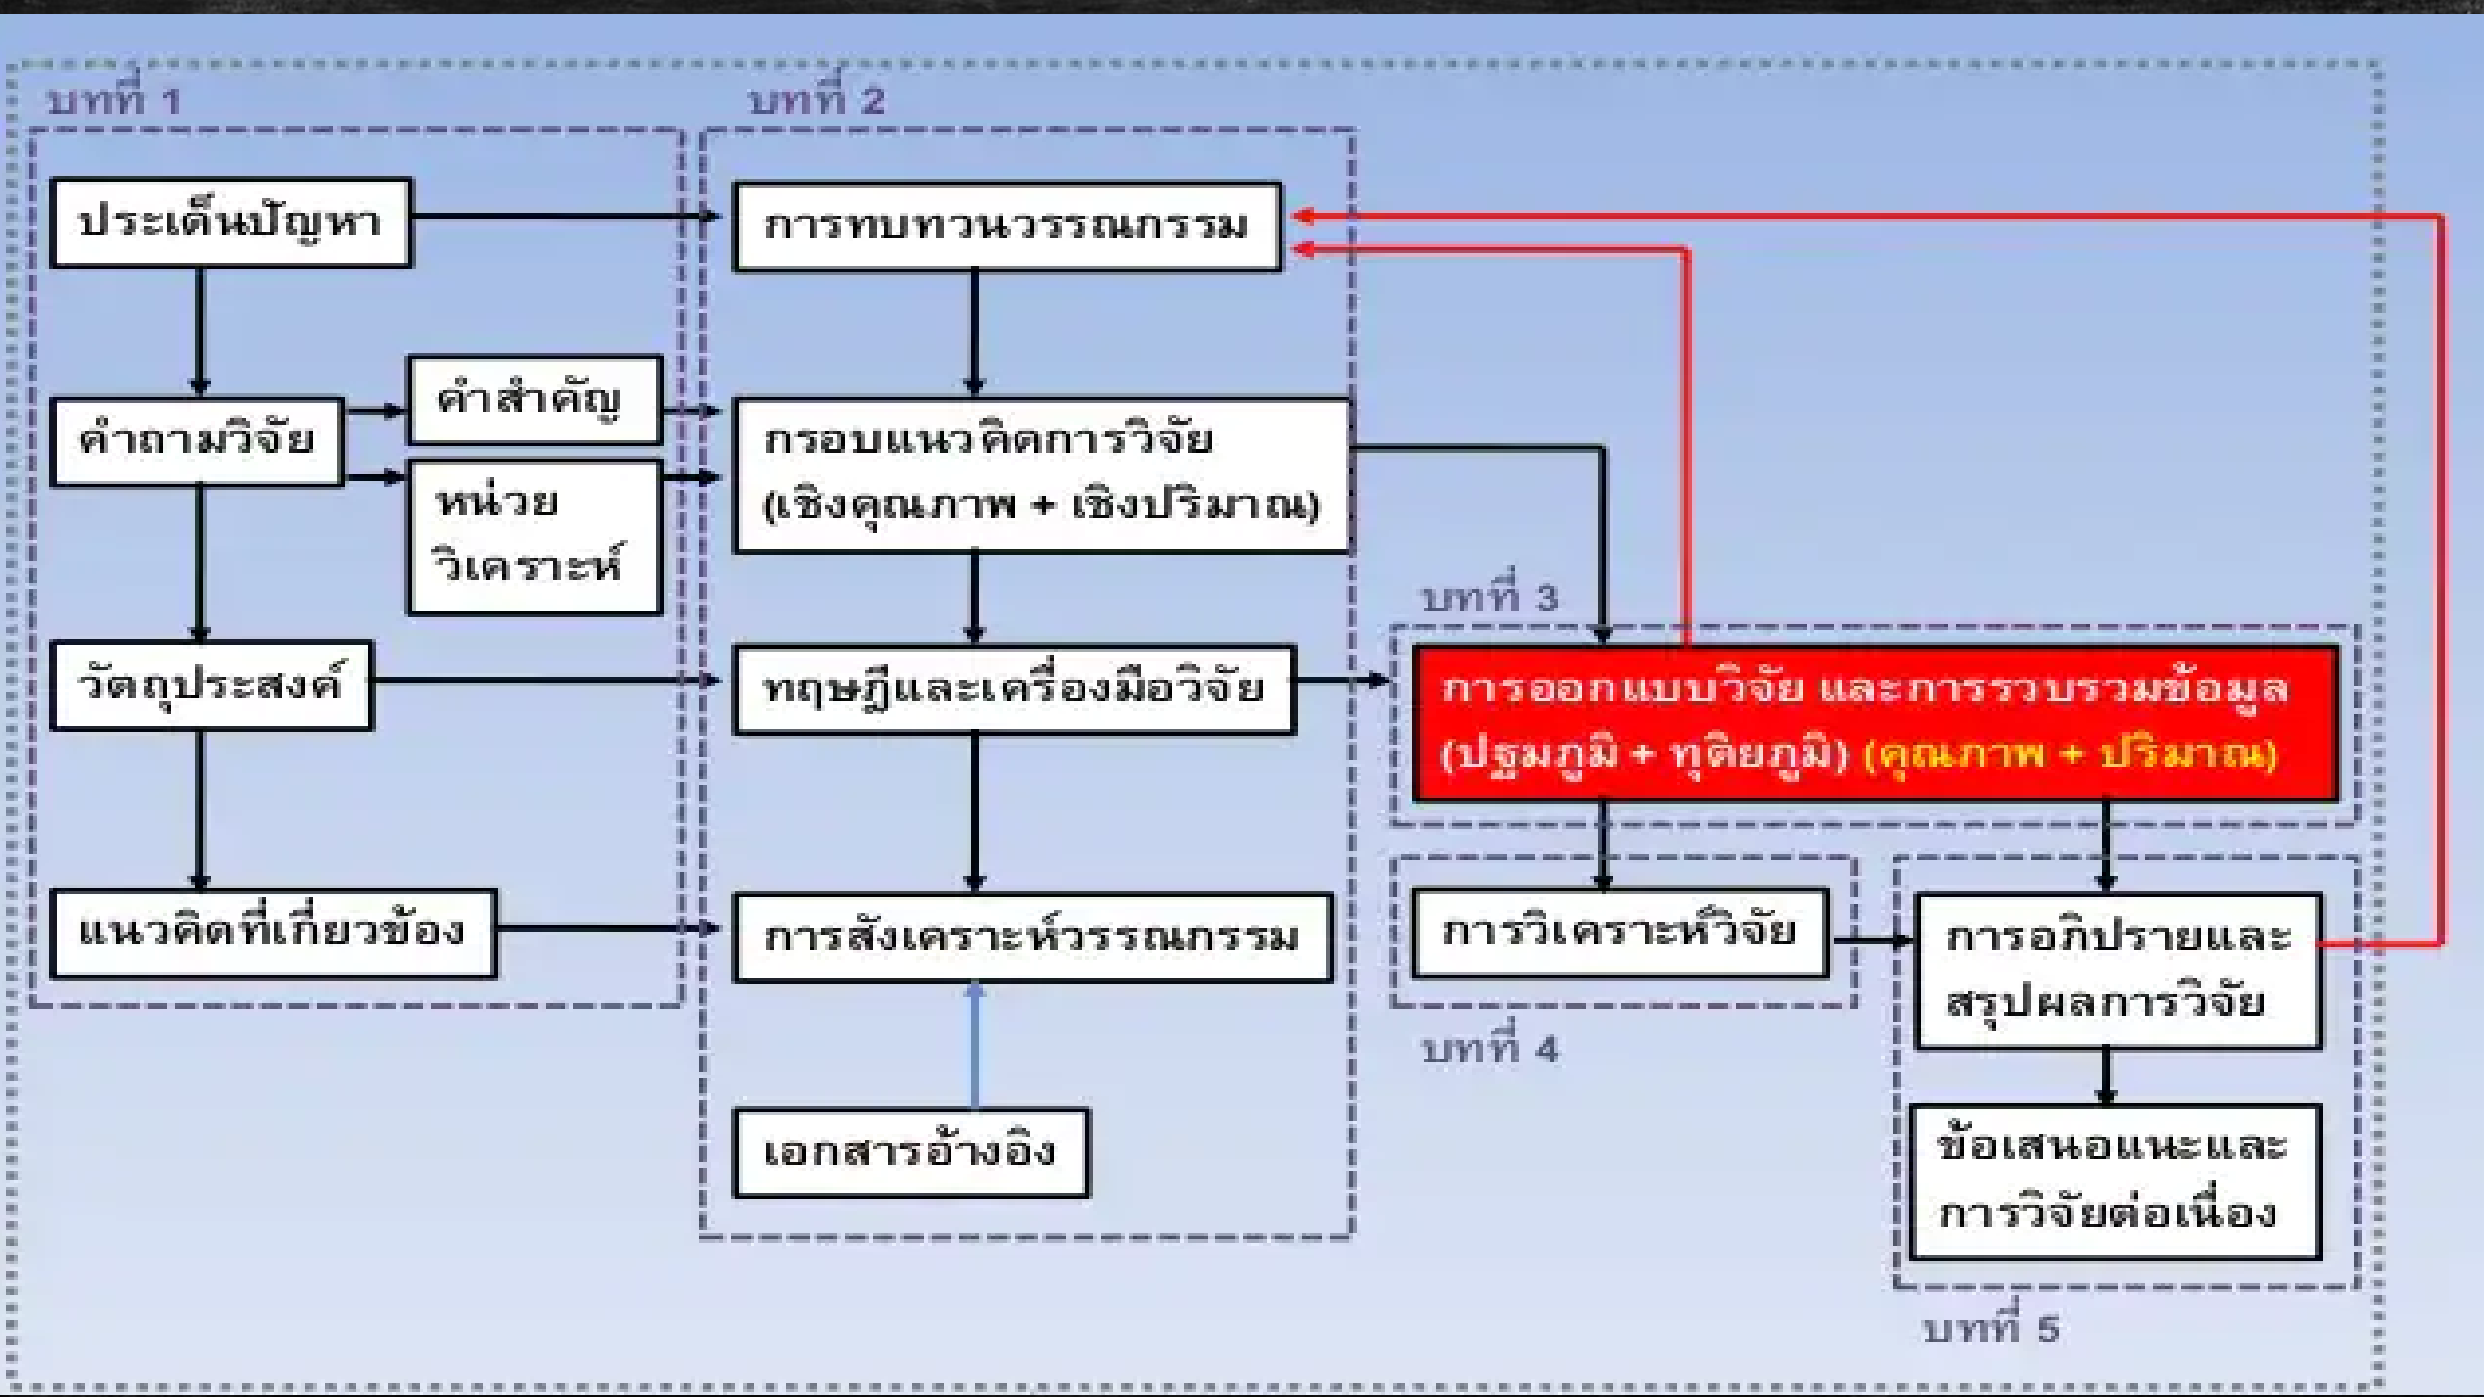 บทที่ 1
ประเด็นปัญหา
คำถามวิจัย
คำสำคัญ
หน่วย
วิเคราะห์
วัตถุประสงค์
แนวคิดที่เกี่ยวข้อง
บทที่ 2
การทบทวนวรรณกรรม
กรอบแนวคิดการวิจัย
(เชิงคุณภาพ + เชิงปริมาณ)
ทฤษฎีและเครื่องมือวิจัย
การสังเคราะห์วรรณกรรม
เอกสารอ้างอิง
บทที่ 3
การออกแบบวิจัย และการรวบรวมข้อมูล
(ปฐมภูมิ + ทุติยภูมิ) (คุณภาพ + ปริมาณ)
การวิเคราะห์วิจัย
บทที่ 4
การอภิปรายและ
สรุปผลการวิจัย
ข้อเสนอแนะและ
การวิจัยต่อเนื่อง
บทที่ 5